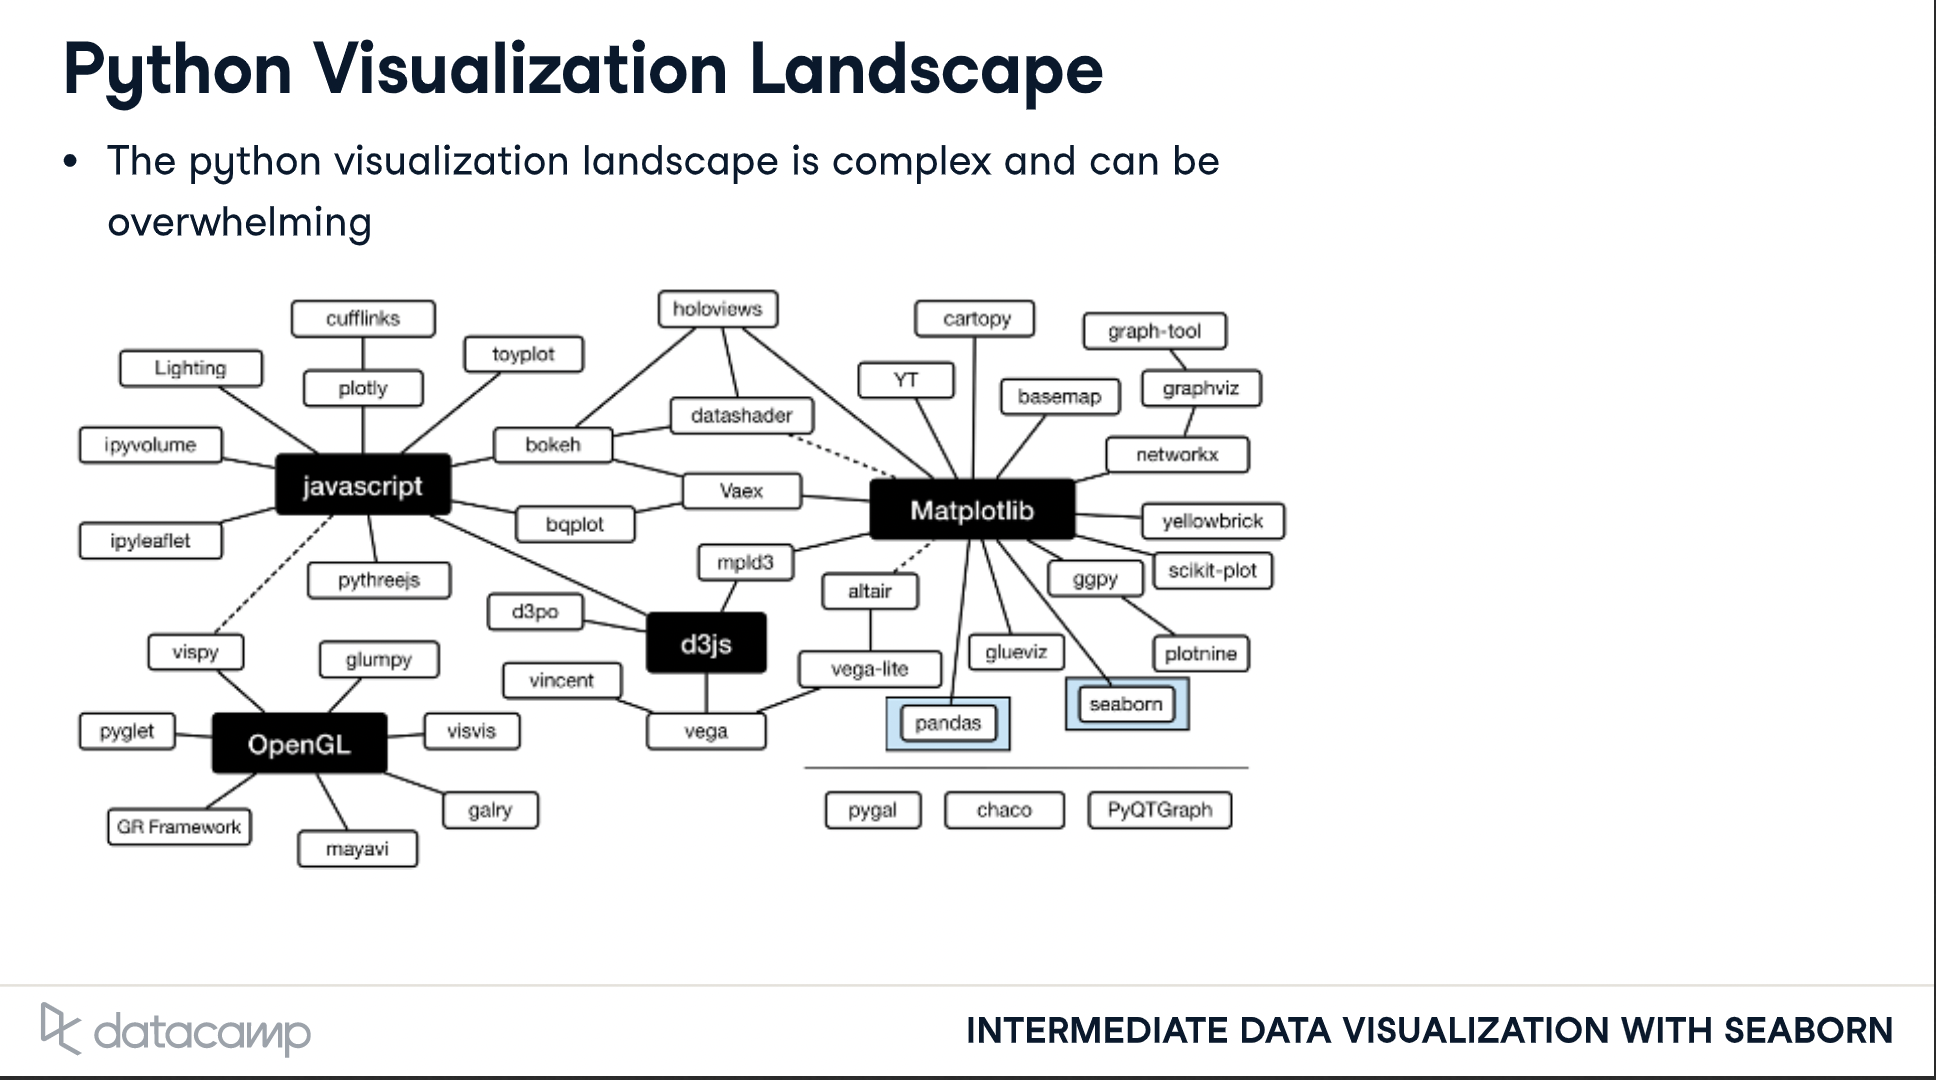 Python Visualization Landscape
• The python visualization landscape is complex and can be
overwhelming
holoviews
cufflinks
cartopy
graph-tool
toyplot
Lighting
plotly
YT
graphviz
basemap
datashader
ipyvolume
bokeh
networkx
javascript
Vaex
Matplotlib
bqplot
yellowbrick
ipyleaflet
mpld3
scikit-plot
pythreejs
ggpy
altair
d3po
d3js
vispy
glumpy
glueviz
plotnine
vega-lite
vincent
seaborn
pandas
pyglet
OpenGL
visvis
vega
galry
pygal
chaco
PyQTGraph
GR Framework
mayavi
datacamp
INTERMEDIATE DATA VISUALIZATION WITH SEABORN